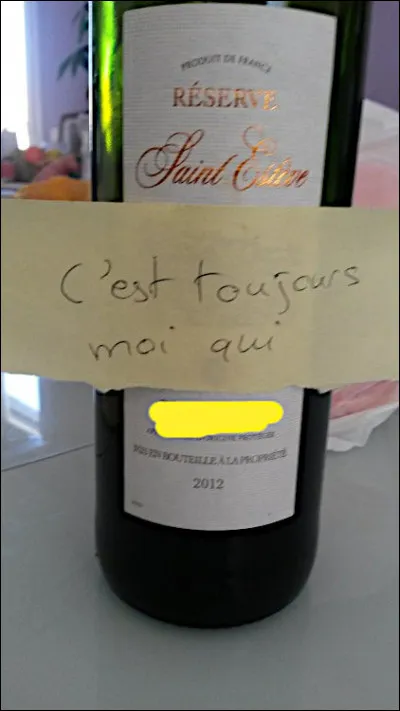 PRODUIT DE FRANCE
RÉSERVE
Saint Estève
C'est toujours
moi qui
MIS EN BOUTEILLE À LA PROPRIÉTÉ
2012